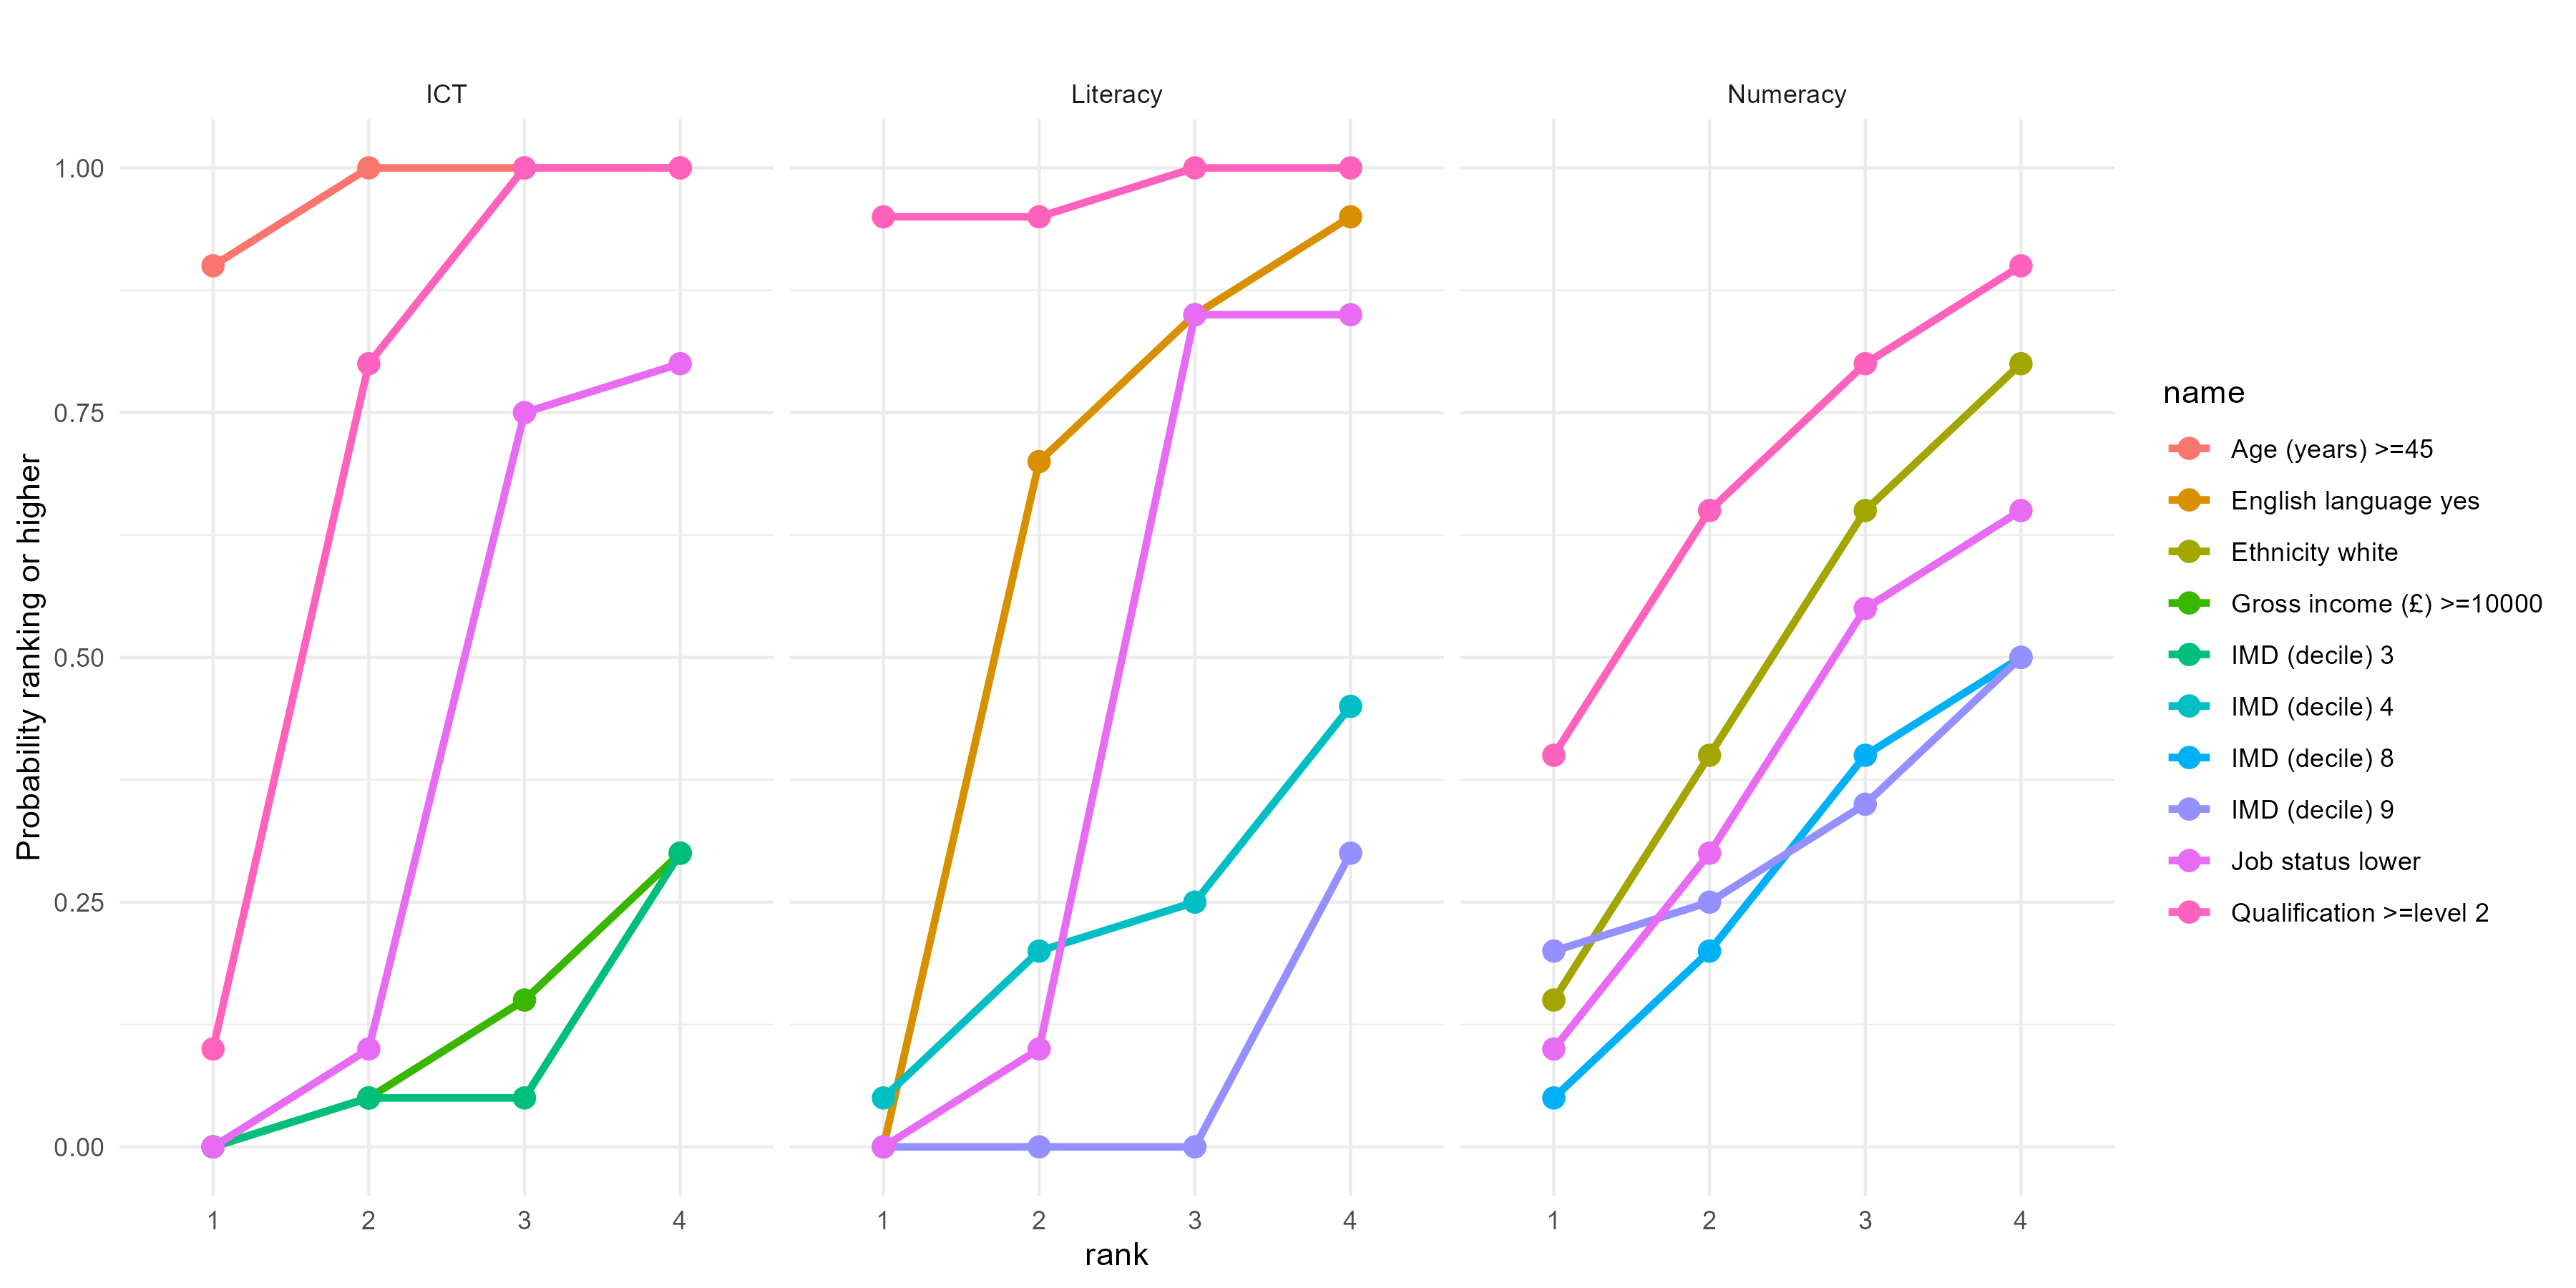 ICT
Literacy
Numeracy
Probability ranking or higher
1.00
0.75
0.50
0.25
0.00
1 2 3 4
1 2 3 4
1 2 3 4
rank
name
Age (years) >=45
English language yes
Ethnicity white
Gross income (£) >=10000
IMD (decile) 3
IMD (decile) 4
IMD (decile) 8
IMD (decile) 9
Job status lower
Qualification >=level 2